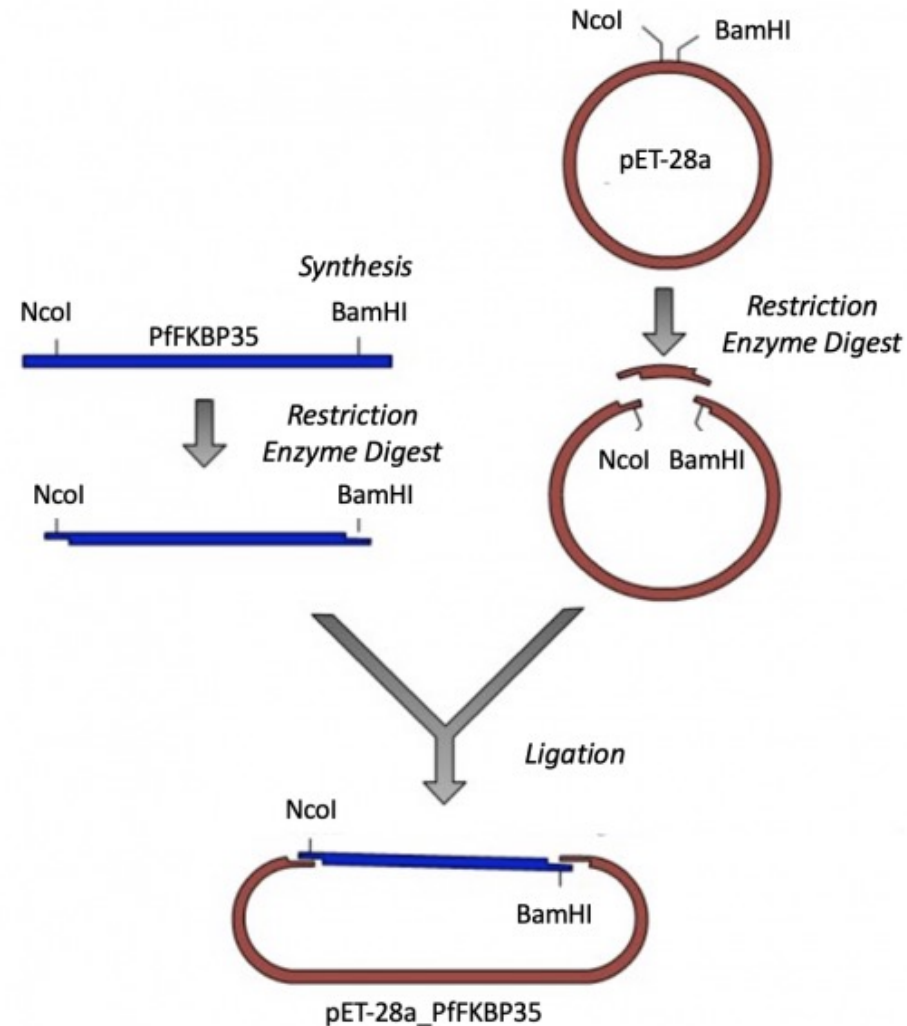 NcoI
BamHI
pET-28a
Synthesis
NcoI
BamHI
PfFKBP35
Restriction
Enzyme Digest
Restriction
Enzyme Digest
NcoI
BamHI
NcoI
BamHI
Ligation
NcoI
BamHI
pET-28a_PfFKBP35